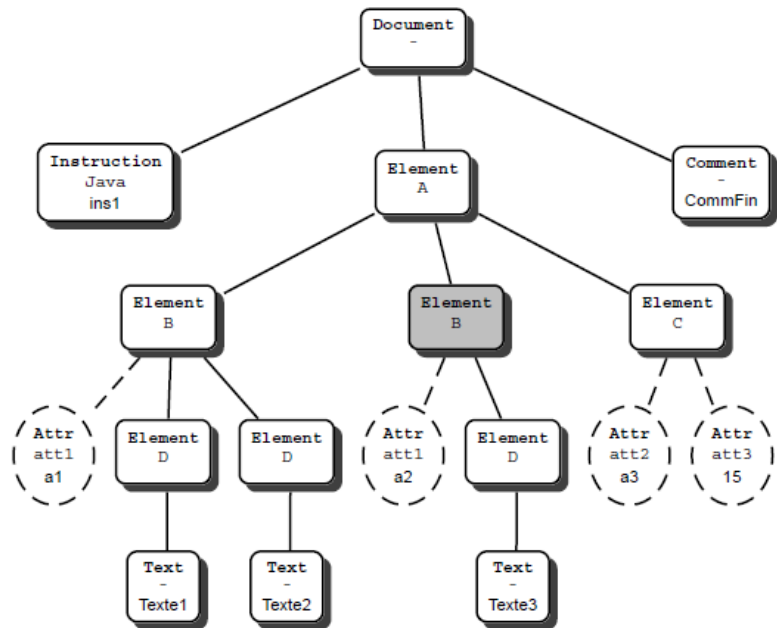 Document
-
Instruction
Java
ins1
Element
A
Comment
-
CommFin
Element
B
Element
B
Element
C
Attr
att1
a1
Element
D
Element
D
Attr
att1
a2
Element
D
Attr
att2
a3
Attr
att3
15
Text
-
Texte1
Text
-
Texte2
Text
-
Texte3